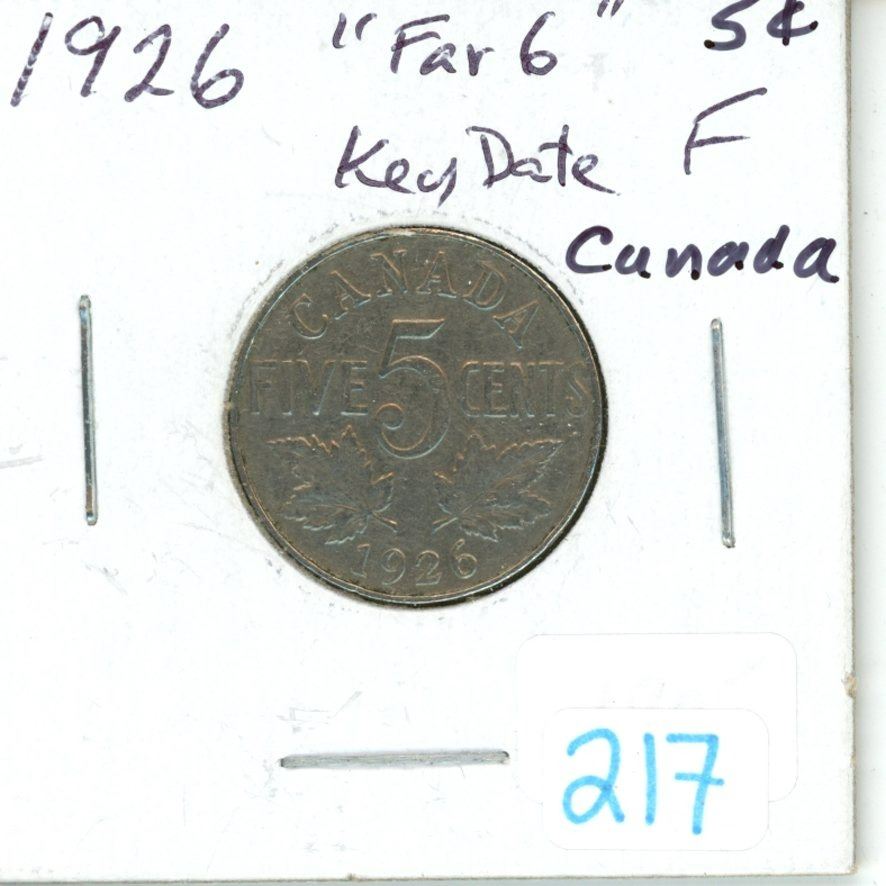 1926 "Far 6" 5¢
Key Date F
Canada
CANADA
FIVE 5 CENTS
1926
217